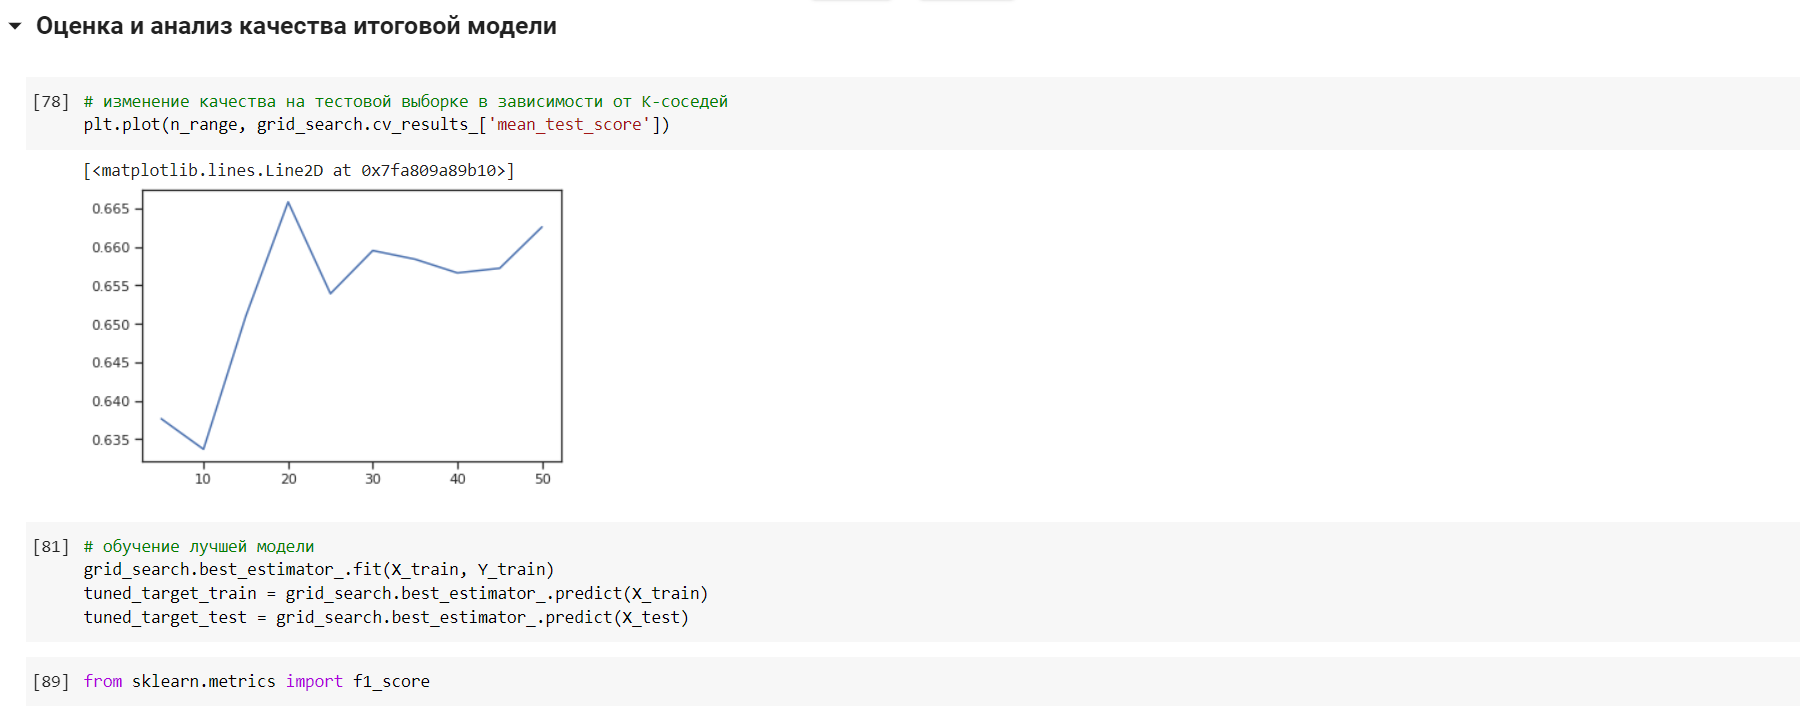 Оценка и анализ качества итоговой модели
[78] # изменение качества на тестовой выборке в зависимости от К-соседей
plt.plot(n_range, grid_search.cv_results_['mean_test_score'])
[<matplotlib.lines.Line2D at 0x7fa809a89b10>]
0.665
0.660
0.655
0.650
0.645
0.640
0.635
10 20 30 40 50
[81] # обучение лучшей модели
grid_search.best_estimator_.fit(X_train, Y_train)
tuned_target_train = grid_search.best_estimator_.predict(X_train)
tuned_target_test = grid_search.best_estimator_.predict(X_test)
[89] from sklearn.metrics import f1_score